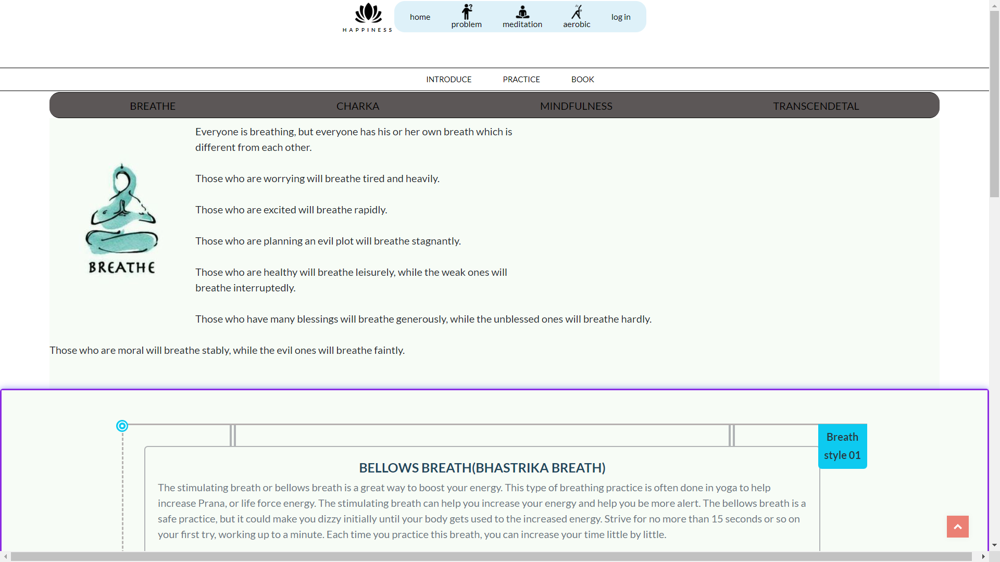 HAPPINESS
home
problem
meditation
aerobic
log in
INTRODUCE
PRACTICE
BOOK
BREATHE
CHARKA
MINDFULNESS
TRANSCENDETAL
Everyone is breathing, but everyone has his or her own breath which is
different from each other.
Those who are worrying will breathe tired and heavily.
Those who are excited will breathe rapidly.
Those who are planning an evil plot will breathe stagnantly.
Those who are healthy will breathe leisurely, while the weak ones will
breathe interruptedly.
BREATHE
Those who have many blessings will breathe generously, while the unblessed ones will breathe hardly.
Those who are moral will breathe stably, while the evil ones will breathe faintly.
Breath
style 01
BELLOWS BREATH(BHASTRIKA BREATH)
The stimulating breath or bellows breath is a great way to boost your energy. This type of breathing practice is often done in yoga to help
increase Prana, or life force energy. The stimulating breath can help you increase your energy and help you be more alert. The bellows breath is a
safe practice, but it could make you dizzy initially until your body gets used to the increased energy. Strive for no more than 15 seconds or so on
your first try, working up to a minute. Each time you practice this breath, you can increase your time little by little.